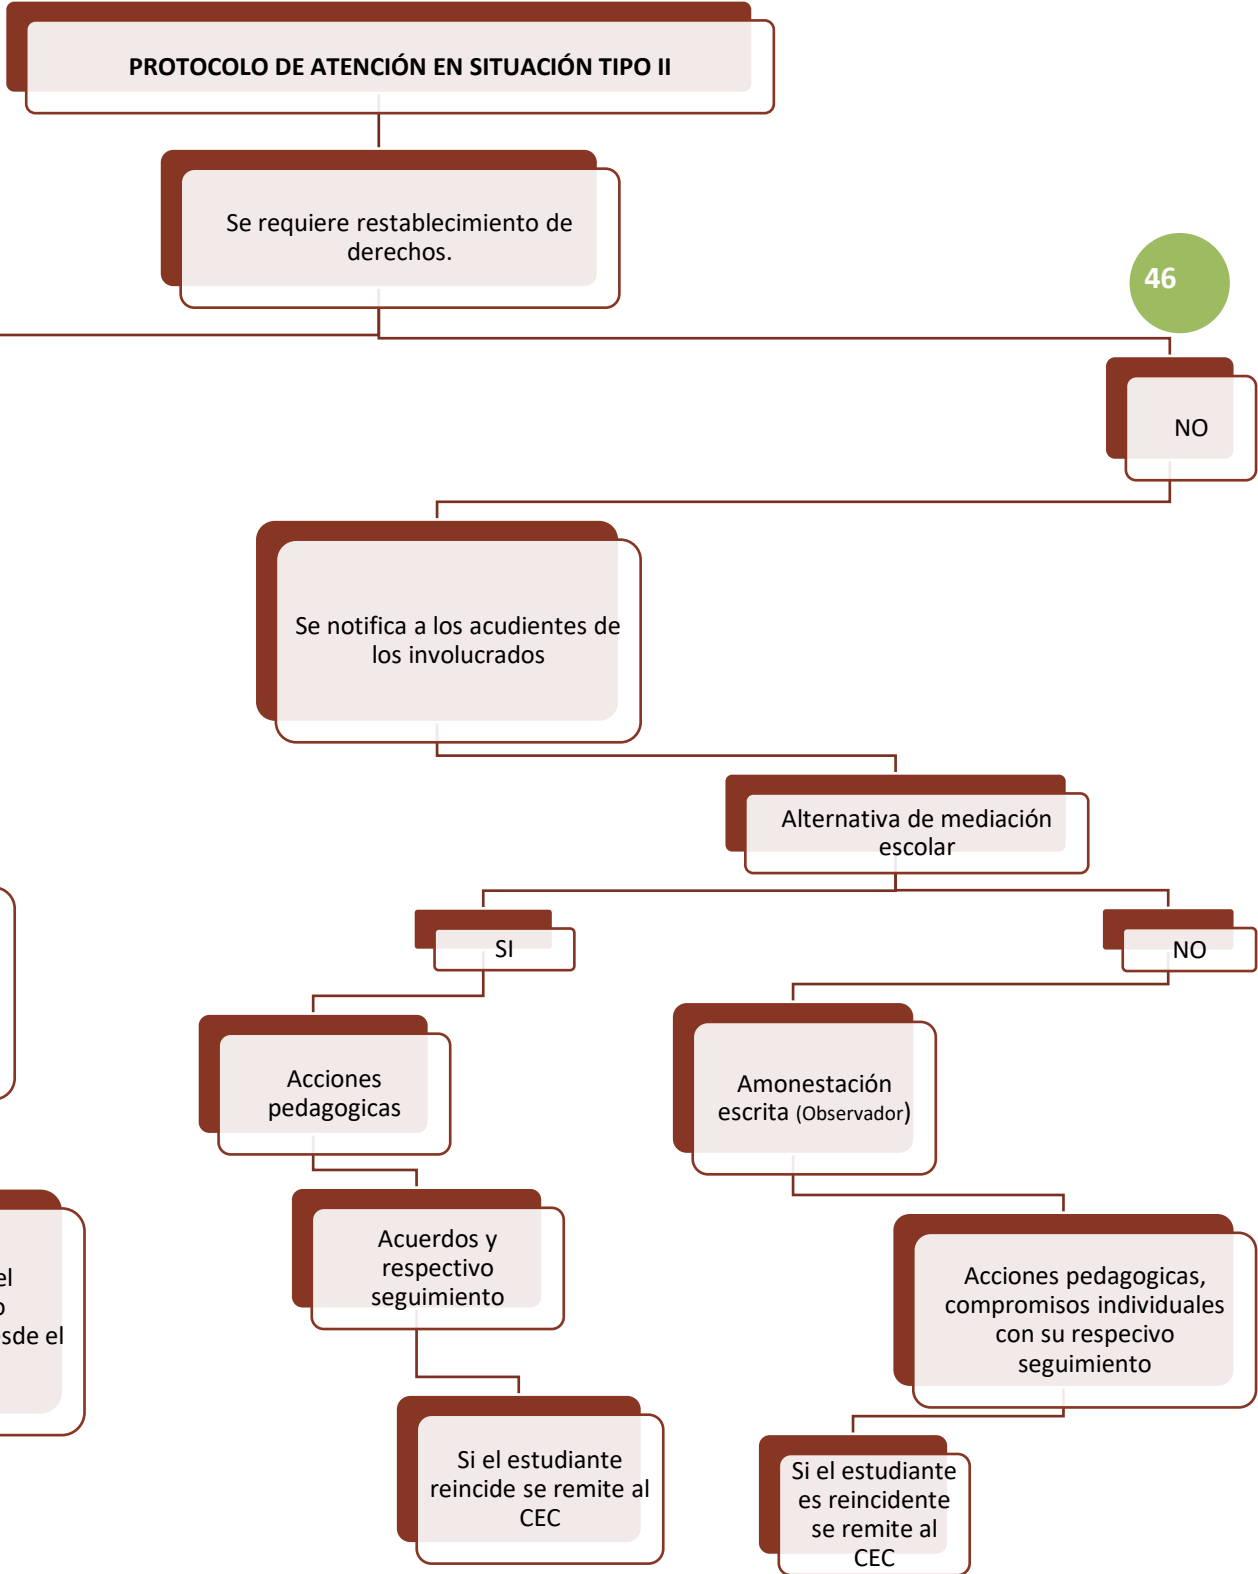 PROTOCOLO DE ATENCIÓN EN SITUACIÓN TIPO II
Se requiere restablecimiento de
derechos.
46
NO
Se notifica a los acudientes de
los involucrados
Alternativa de mediación
escolar
SI
NO
Acciones
pedagogicas
Amonestación
escrita (Observador)
Acuerdos y
respectivo
seguimiento
Acciones pedagogicas,
compromisos individuales
con su respecivo
seguimiento
el
o
sde el
Si el estudiante
reincide se remite al
CEC
Si el estudiante
es reincidente
se remite al
CEC